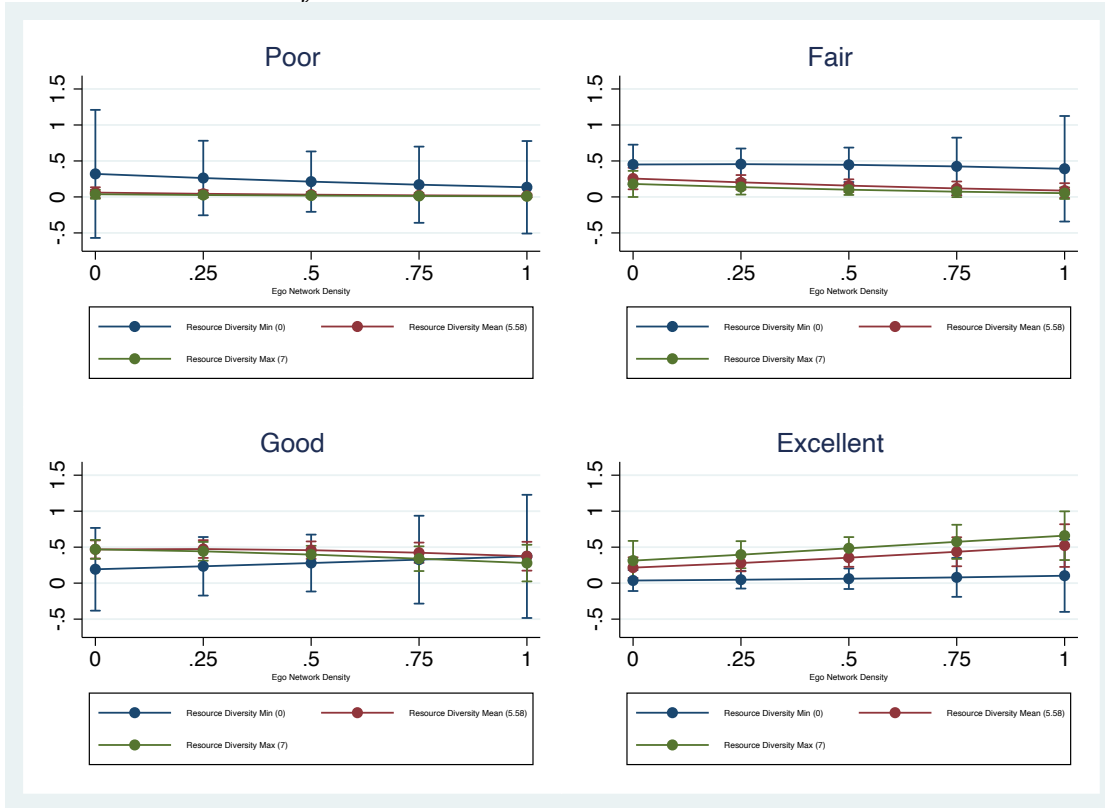 Poor
1.5
1
.5
0
-.5
0 .25 .5 .75 1
Ego Network Density
Resource Diversity Min (0) Resource Diversity Mean (5.58)
Resource Diversity Max (7)
Fair
1.5
1
.5
0
-.5
0 .25 .5 .75 1
Ego Network Density
Resource Diversity Min (0) Resource Diversity Mean (5.58)
Resource Diversity Max (7)
Good
1.5
1
.5
0
-.5
0 .25 .5 .75 1
Ego Network Density
Resource Diversity Min (0) Resource Diversity Mean (5.58)
Resource Diversity Max (7)
Excellent
1.5
1
.5
0
-.5
0 .25 .5 .75 1
Ego Network Density
Resource Diversity Min (0) Resource Diversity Mean (5.58)
Resource Diversity Max (7)